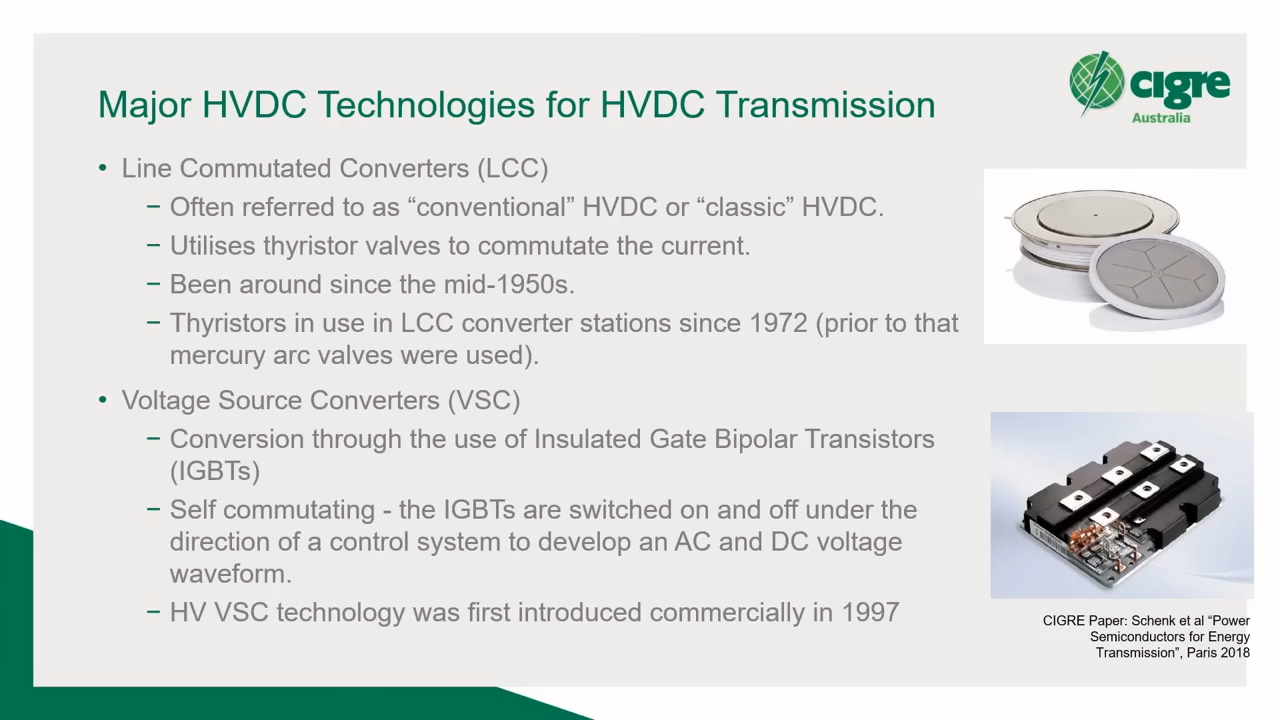 Major HVDC Technologies for HVDC Transmission
cigre
Australia
• Line Commutated Converters (LCC)
− Often referred to as “conventional” HVDC or “classic” HVDC.
− Utilises thyristor valves to commutate the current.
− Been around since the mid-1950s.
− Thyristors in use in LCC converter stations since 1972 (prior to that
mercury arc valves were used).
• Voltage Source Converters (VSC)
− Conversion through the use of Insulated Gate Bipolar Transistors
(IGBTs)
− Self commutating - the IGBTs are switched on and off under the
direction of a control system to develop an AC and DC voltage
waveform.
− HV VSC technology was first introduced commercially in 1997
CIGRE Paper: Schenk et al “Power
Semiconductors for Energy
Transmission”, Paris 2018